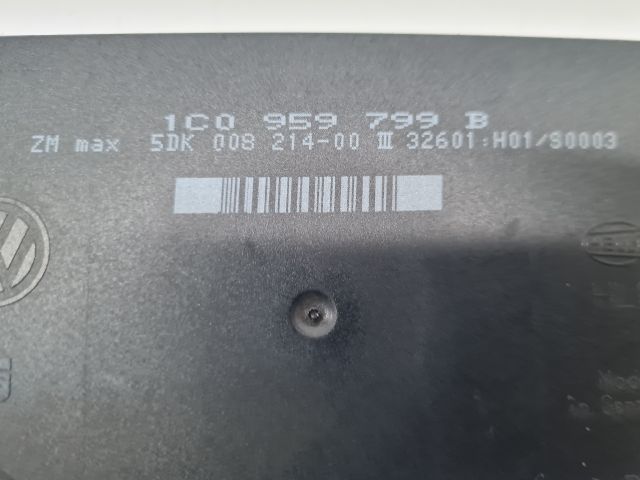 1C0 959 799 B
ZM max 5DK 008 214-00 III 32601:H01/S0003